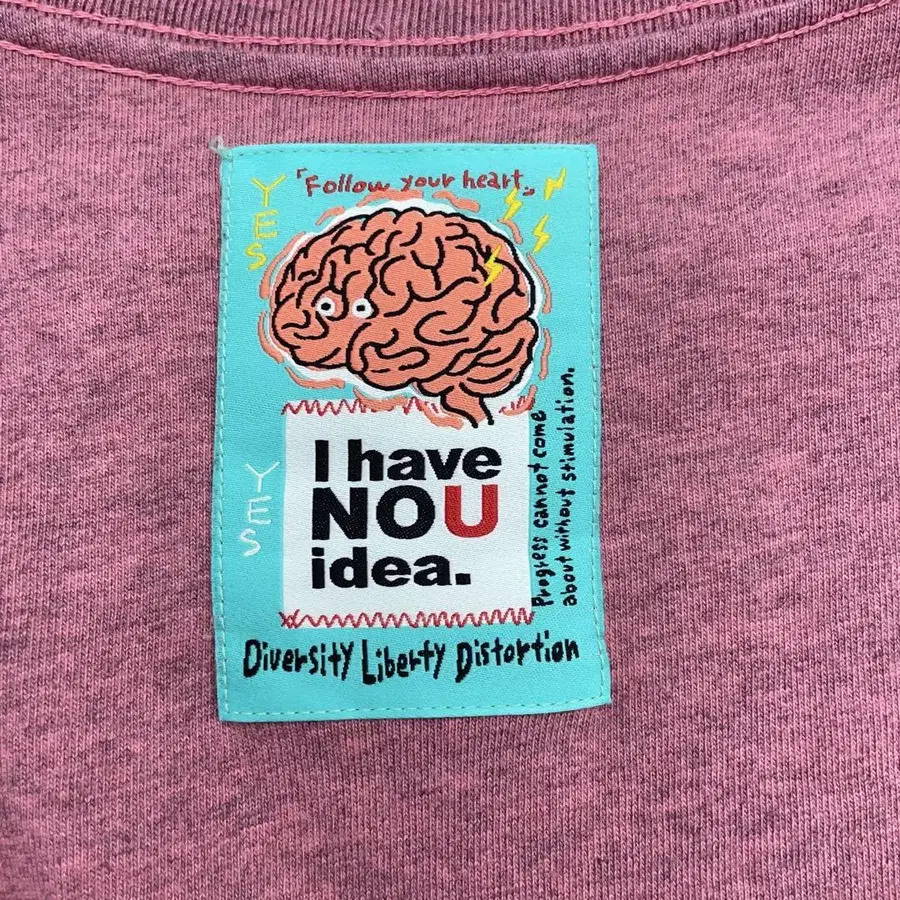 「Follow your heart」
YES
I have
NOU
idea.
YES
Progress cannot come
about without stimulation.
Diversity Liberty Distortion